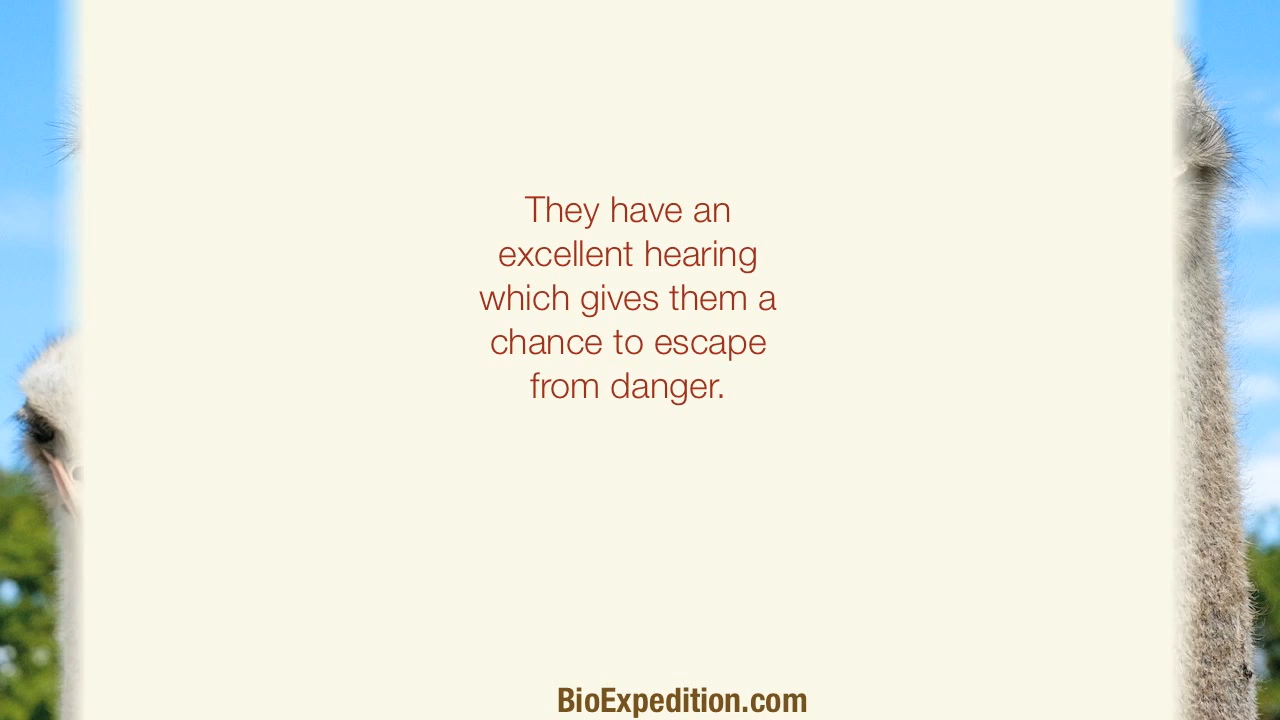 They have an
excellent hearing
which gives them a
chance to escape
from danger.
BioExpedition.com